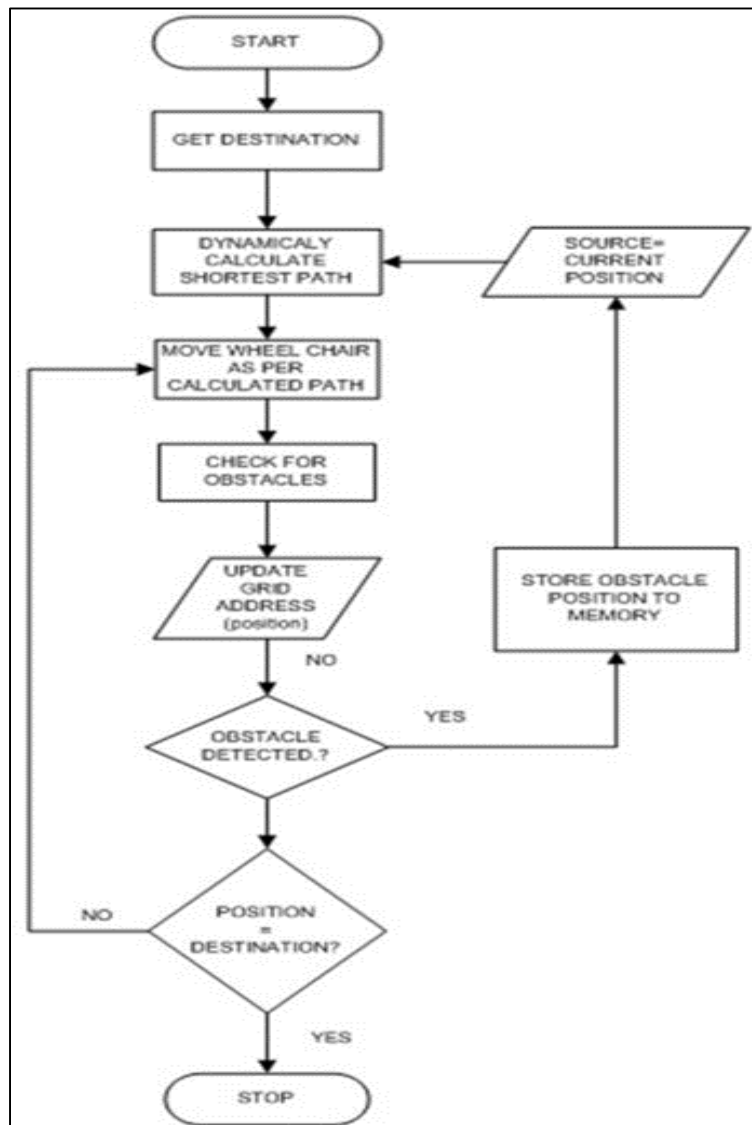 START
GET DESTINATION
DYNAMICALY
CALCULATE
SHORTEST PATH
SOURCE=
CURRENT
POSITION
MOVE WHEEL CHAIR
AS PER
CALCULATED PATH
CHECK FOR
OBSTACLES
UPDATE
GRID
ADDRESS
(position)
STORE OBSTACLE
POSITION TO
MEMORY
NO
YES
OBSTACLE
DETECTED.?
NO
POSITION
=
DESTINATION?
YES
STOP